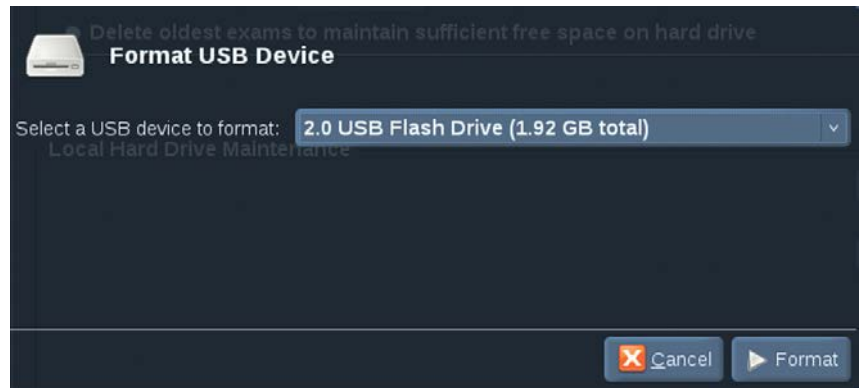 Delete oldest exams to maintain sufficient free space on hard drive
Format USB Device
Select a USB device to format: 2.0 USB Flash Drive (1.92 GB total)
Local Hard Drive Maintenance
Cancel Format